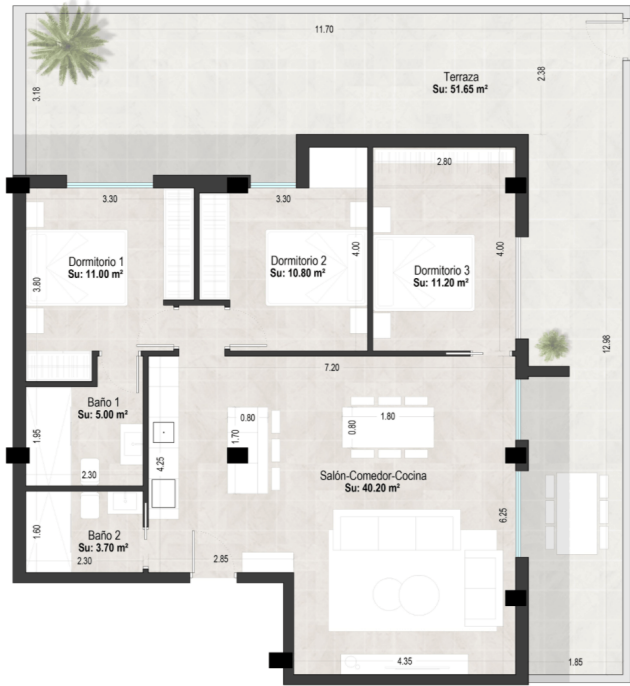 11.70
Terraza
Su: 51.65 m²
2.38
3.18
2.80
3.30
3.30
Dormitorio 1
Su: 11.00 m²
3.80
Dormitorio 2
Su: 10.80 m²
4.00
Dormitorio 3
Su: 11.20 m²
4.00
12.98
7.20
Baño 1
Su: 5.00 m²
1.95
2.30
0.80
1.70
4.25
1.80
0.80
Salón-Comedor-Cocina
Su: 40.20 m²
6.25
Baño 2
Su: 3.70 m²
1.60
2.30
2.85
4.35
1.85